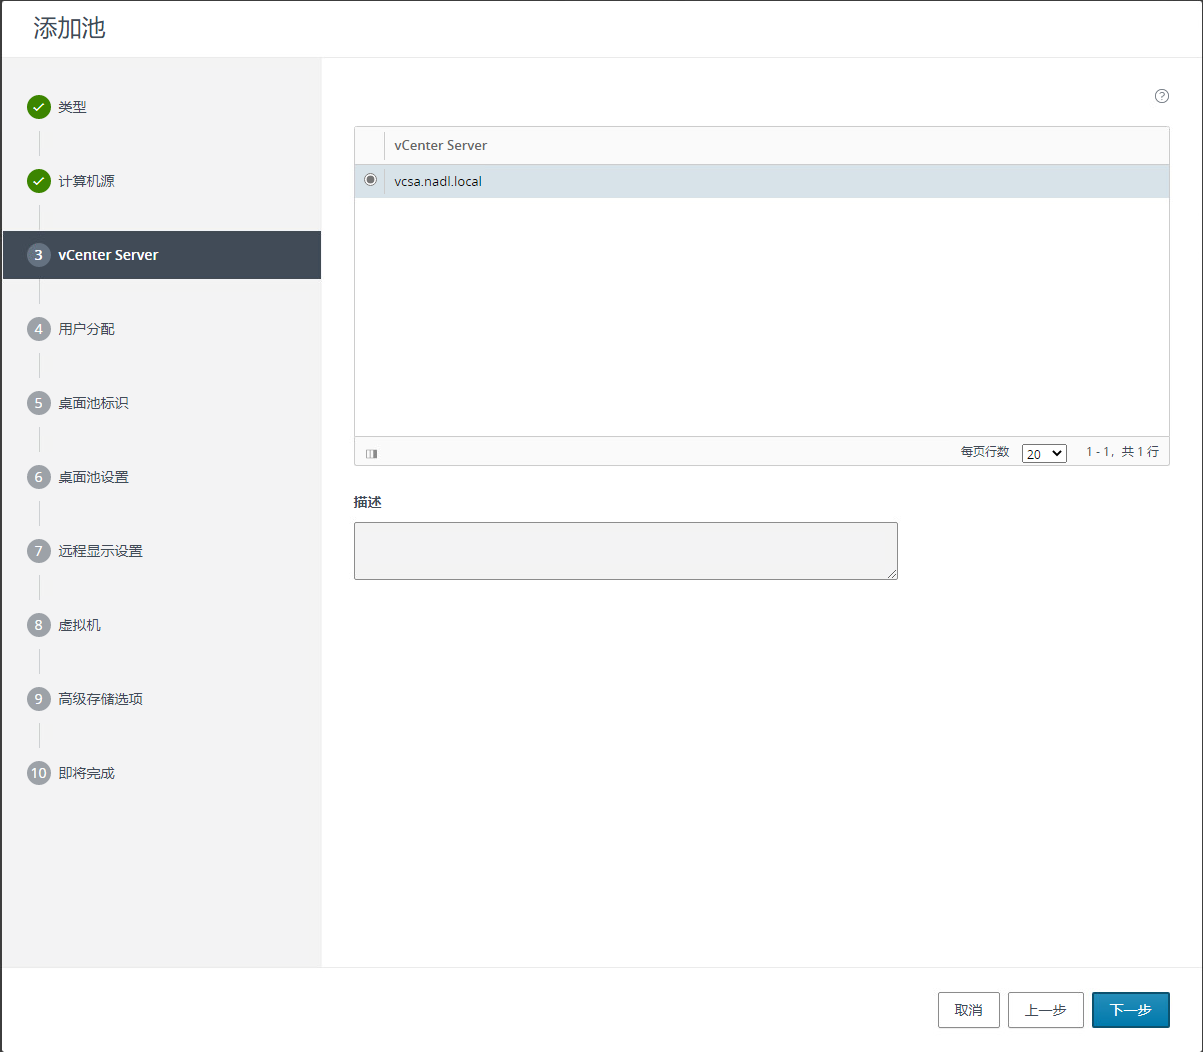 添加池
类型
计算机源
3 vCenter Server
4 用户分配
5 桌面池标识
6 桌面池设置
7 远程显示设置
8 虚拟机
9 高级存储选项
10 即将完成
?
vCenter Server
vcsa.nadl.local
每页行数 20 1 - 1，共 1 行
描述
取消 上一步 下一步